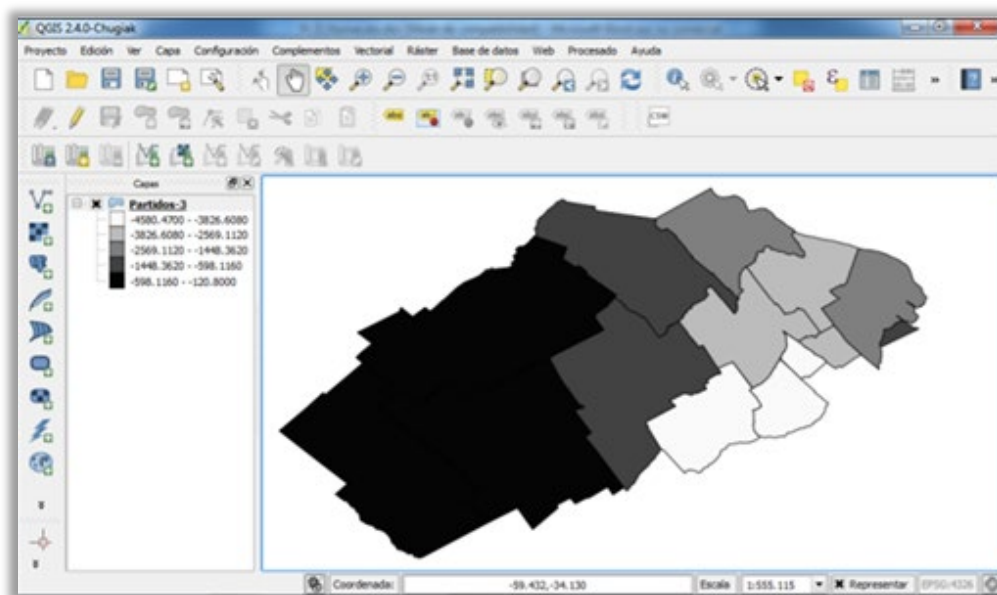 QGIS 2.4.0-Chugiak
Proyecto Edición Ver Capa Configuración Complementos Vectorial Ráster Base de datos Web Procesado Ayuda
Capas
Partidos-3
-4580.4700 - -3826.6080
-3826.6080 - -2569.1120
-2569.1120 - -1448.3620
-1448.3620 - -598.1160
-598.1160 - -120.8000
Coordenada: -59.432,-34.130 Escala 1:555.115 Representar EPSG:4326